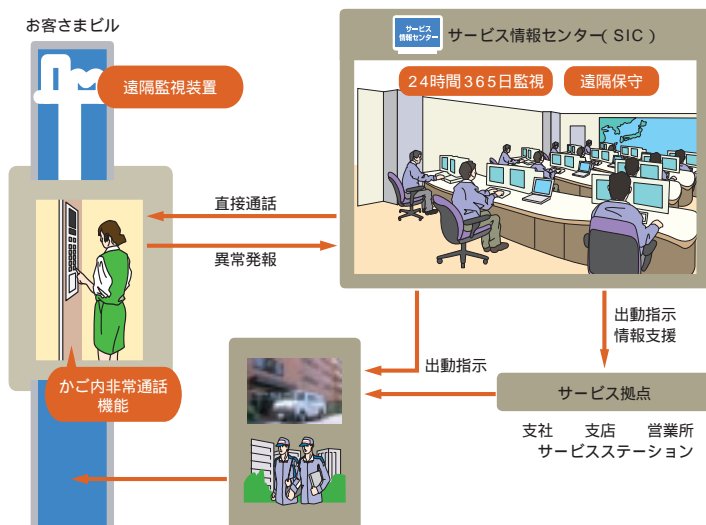 お客さまビル
遠隔監視装置
サービス
情報センター
サービス情報センター(SIC)
24時間365日監視
遠隔保守
直接通話
異常発報
かご内非常通話
機能
出動指示
出動指示
情報支援
サービス拠点
支社 支店 営業所
サービスステーション